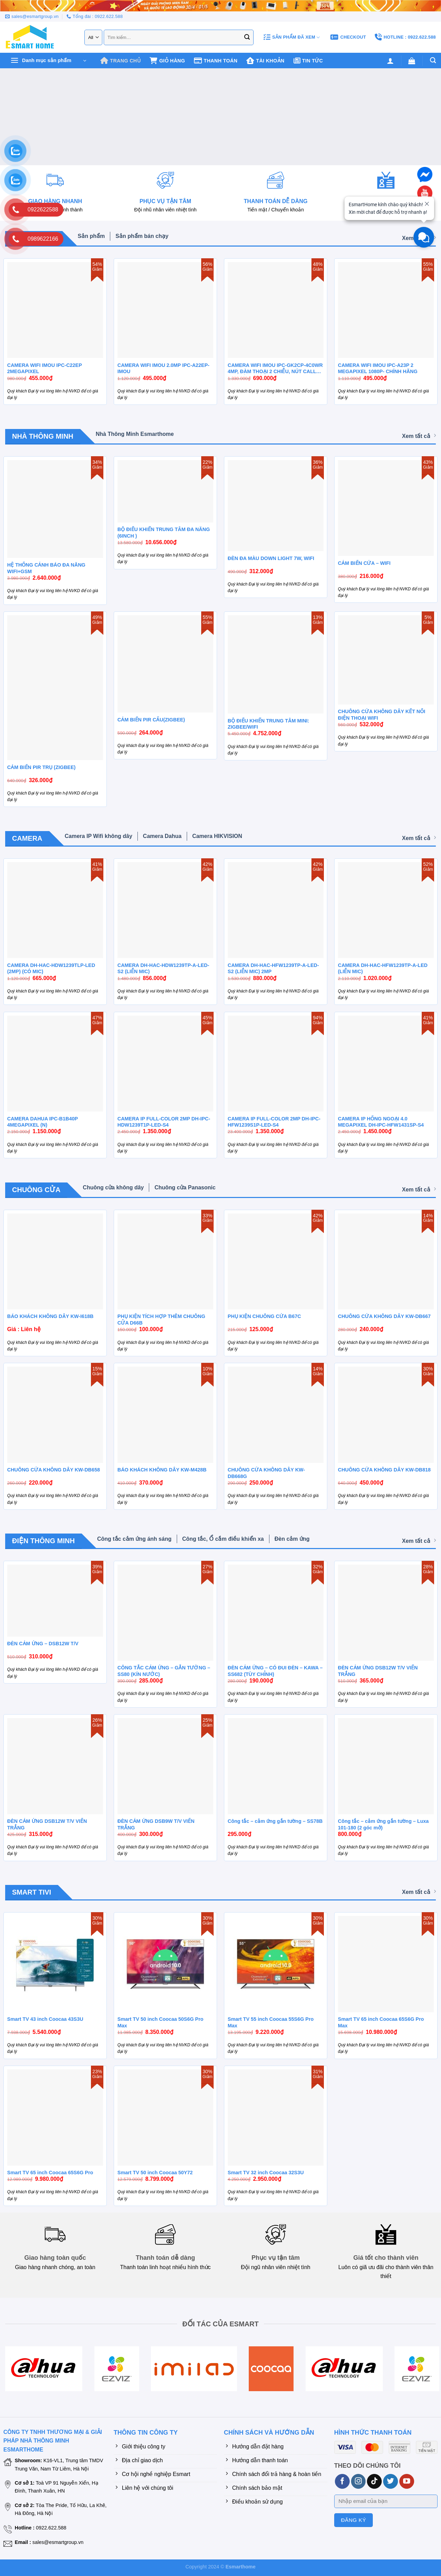 sales@esmartgroup.vn | Tổng đài : 0922.622.588
ESMART HOME
All
Tìm kiếm...
SẢN PHẨM ĐÃ XEM
CHECKOUT
HOTLINE : 0922.622.588
Danh mục sản phẩm
TRANG CHỦ
GIỎ HÀNG
THANH TOÁN
TÀI KHOẢN
TIN TỨC
GIAO HÀNG NHANH
PHỤC VỤ TẬN TÂM
Đội nhũ nhân viên nhiệt tình
THANH TOÁN DỄ DÀNG
Tiền mặt / Chuyển khoản
EsmartHome kính chào quý khách!
Xin mời chat để được hỗ trợ nhanh ạ!
0922622588
0989622166
Sản phẩm
Sản phẩm bán chạy
54% Giảm
CAMERA WIFI IMOU IPC-C22EP 2MEGAPIXEL
455.000₫
Quý khách Đại lý vui lòng liên hệ NVKD để có giá đại lý
56% Giảm
CAMERA WIFI IMOU 2.0MP IPC-A22EP-IMOU
495.000₫
Quý khách Đại lý vui lòng liên hệ NVKD để có giá đại lý
CAMERA WIFI IMOU IPC-GK2CP-4C0WR 4MP, ĐÀM THOẠI 2 CHIỀU, NÚT CALL...
690.000₫
Quý khách Đại lý vui lòng liên hệ NVKD để có giá đại lý
55% Giảm
CAMERA WIFI IMOU IPC-A23P 2 MEGAPIXEL 1080P- CHÍNH HÃNG
495.000₫
Quý khách Đại lý vui lòng liên hệ NVKD để có giá đại lý
NHÀ THÔNG MINH
Nhà Thông Minh Esmarthome
Xem tất cả
34% Giảm
HỆ THỐNG CẢNH BÁO ĐA NĂNG WIFI+GSM
2.640.000₫
Quý khách Đại lý vui lòng liên hệ NVKD để có giá đại lý
22% Giảm
BỘ ĐIỀU KHIỂN TRUNG TÂM ĐA NĂNG (6INCH )
10.656.000₫
Quý khách Đại lý vui lòng liên hệ NVKD để có giá đại lý
ĐÈN ĐA MÀU DOWN LIGHT 7W, WIFI
312.000₫
Quý khách Đại lý vui lòng liên hệ NVKD để có giá đại lý
43% Giảm
CẢM BIẾN CỬA – WIFI
216.000₫
Quý khách Đại lý vui lòng liên hệ NVKD để có giá đại lý
49% Giảm
CẢM BIẾN PIR TRỤ (ZIGBEE)
326.000₫
Quý khách Đại lý vui lòng liên hệ NVKD để có giá đại lý
CẢM BIẾN PIR CẦU(ZIGBEE)
264.000₫
Quý khách Đại lý vui lòng liên hệ NVKD để có giá đại lý
13% Giảm
BỘ ĐIỀU KHIỂN TRUNG TÂM MINI: ZIGBEE/WIFI
4.752.000₫
Quý khách Đại lý vui lòng liên hệ NVKD để có giá đại lý
5% Giảm
CHUÔNG CỬA KHÔNG DÂY KẾT NỐI ĐIỆN THOẠI WIFI
532.000₫
Quý khách Đại lý vui lòng liên hệ NVKD để có giá đại lý
CAMERA
Camera IP Wifi không dây
Camera Dahua
Camera HIKVISION
Xem tất cả
41% Giảm
CAMERA DH-HAC-HDW1239TLP-LED (2MP) (CÓ MIC)
665.000₫
Quý khách Đại lý vui lòng liên hệ NVKD để có giá đại lý
42% Giảm
CAMERA DH-HAC-HDW1239TP-A-LED-S2 (LIỀN MIC)
856.000₫
Quý khách Đại lý vui lòng liên hệ NVKD để có giá đại lý
42% Giảm
CAMERA DH-HAC-HFW1239TP-A-LED-S2 (LIỀN MIC) 2MP
880.000₫
Quý khách Đại lý vui lòng liên hệ NVKD để có giá đại lý
52% Giảm
CAMERA DH-HAC-HFW1239TP-A-LED (LIỀN MIC)
1.020.000₫
Quý khách Đại lý vui lòng liên hệ NVKD để có giá đại lý
47% Giảm
CAMERA DAHUA IPC-B1B40P 4MEGAPIXEL (N)
1.150.000₫
Quý khách Đại lý vui lòng liên hệ NVKD để có giá đại lý
45% Giảm
CAMERA IP FULL-COLOR 2MP DH-IPC-HDW1239T1P-LED-S4
1.350.000₫
Quý khách Đại lý vui lòng liên hệ NVKD để có giá đại lý
94% Giảm
CAMERA IP FULL-COLOR 2MP DH-IPC-HFW1239S1P-LED-S4
1.350.000₫
Quý khách Đại lý vui lòng liên hệ NVKD để có giá đại lý
41% Giảm
CAMERA IP HỒNG NGOẠI 4.0 MEGAPIXEL DH-IPC-HFW1431SP-S4
1.450.000₫
Quý khách Đại lý vui lòng liên hệ NVKD để có giá đại lý
CHUÔNG CỬA
Chuông cửa không dây
Chuông cửa Panasonic
Xem tất cả
BÁO KHÁCH KHÔNG DÂY KW-I618B
Giá : Liên hệ
Quý khách Đại lý vui lòng liên hệ NVKD để có giá đại lý
33% Giảm
PHỤ KIỆN TÍCH HỢP THÊM CHUÔNG CỬA D68B
100.000₫
Quý khách Đại lý vui lòng liên hệ NVKD để có giá đại lý
42% Giảm
PHỤ KIỆN CHUÔNG CỬA B87C
125.000₫
Quý khách Đại lý vui lòng liên hệ NVKD để có giá đại lý
14% Giảm
CHUÔNG CỬA KHÔNG DÂY KW-DB667
240.000₫
Quý khách Đại lý vui lòng liên hệ NVKD để có giá đại lý
15% Giảm
CHUÔNG CỬA KHÔNG DÂY KW-DB658
220.000₫
Quý khách Đại lý vui lòng liên hệ NVKD để có giá đại lý
10% Giảm
BÁO KHÁCH KHÔNG DÂY KW-M428B
370.000₫
Quý khách Đại lý vui lòng liên hệ NVKD để có giá đại lý
14% Giảm
CHUÔNG CỬA KHÔNG DÂY KW-DB668G
250.000₫
Quý khách Đại lý vui lòng liên hệ NVKD để có giá đại lý
30% Giảm
CHUÔNG CỬA KHÔNG DÂY KW-DB818
450.000₫
Quý khách Đại lý vui lòng liên hệ NVKD để có giá đại lý
ĐIỆN THÔNG MINH
Công tắc cảm ứng ánh sáng
Công tắc, Ổ cắm điều khiển xa
Đèn cảm ứng
Xem tất cả
39% Giảm
ĐÈN CẢM ỨNG – DSB12W T/V
310.000₫
Quý khách Đại lý vui lòng liên hệ NVKD để có giá đại lý
27% Giảm
CÔNG TẮC CẢM ỨNG – GẮN TƯỜNG – SS80 (KÍN NƯỚC)
285.000₫
Quý khách Đại lý vui lòng liên hệ NVKD để có giá đại lý
32% Giảm
ĐÈN CẢM ỨNG – CÓ ĐUI ĐÈN – KAWA – SS682 (TÙY CHỈNH)
190.000₫
Quý khách Đại lý vui lòng liên hệ NVKD để có giá đại lý
28% Giảm
ĐÈN CẢM ỨNG DSB12W T/V VIỀN TRẮNG
365.000₫
Quý khách Đại lý vui lòng liên hệ NVKD để có giá đại lý
26% Giảm
ĐÈN CẢM ỨNG DSB12W T/V VIỀN TRẮNG
315.000₫
Quý khách Đại lý vui lòng liên hệ NVKD để có giá đại lý
25% Giảm
ĐÈN CẢM ỨNG DSB9W T/V VIỀN TRẮNG
300.000₫
Quý khách Đại lý vui lòng liên hệ NVKD để có giá đại lý
Công tắc – cảm ứng gắn tường – SS78B
295.000₫
Quý khách Đại lý vui lòng liên hệ NVKD để có giá đại lý
Công tắc – cảm ứng gắn tường – Luxa 101-180 (2 góc mở)
800.000₫
Quý khách Đại lý vui lòng liên hệ NVKD để có giá đại lý
SMART TIVI
Xem tất cả
30% Giảm
Smart TV 43 inch Coocaa 43S3U
5.540.000₫
Quý khách Đại lý vui lòng liên hệ NVKD để có giá đại lý
30% Giảm
android 10.0
Smart TV 50 inch Coocaa 50S6G Pro Max
8.350.000₫
Quý khách Đại lý vui lòng liên hệ NVKD để có giá đại lý
30% Giảm
android 10.0
Smart TV 55 inch Coocaa 55S6G Pro Max
9.220.000₫
Quý khách Đại lý vui lòng liên hệ NVKD để có giá đại lý
30% Giảm
Smart TV 65 inch Coocaa 65S6G Pro Max
10.980.000₫
Quý khách Đại lý vui lòng liên hệ NVKD để có giá đại lý
23% Giảm
Smart TV 65 inch Coocaa 65S6G Pro
9.980.000₫
Quý khách Đại lý vui lòng liên hệ NVKD để có giá đại lý
30% Giảm
Smart TV 50 inch Coocaa 50Y72
8.799.000₫
Quý khách Đại lý vui lòng liên hệ NVKD để có giá đại lý
31% Giảm
Smart TV 32 inch Coocaa 32S3U
2.950.000₫
Quý khách Đại lý vui lòng liên hệ NVKD để có giá đại lý
Giao hàng toàn quốc
Giao hàng nhanh chóng, an toàn
Thanh toán dễ dàng
Thanh toán linh hoạt nhiều hình thức
Phục vụ tận tâm
Đội ngũ nhân viên nhiệt tình
Giá tốt cho thành viên
Luôn có giá ưu đãi cho thành viên thân thiết
ĐỐI TÁC CỦA ESMART
alhua TECHNOLOGY
EZVIZ
imilab
coocaa
alhua TECHNOLOGY
EZVIZ
CÔNG TY TNHH THƯƠNG MẠI & GIẢI PHÁP NHÀ THÔNG MINH ESMARTHOME
Showroom: K16-VL1, Trung tâm TMDV Trung Văn, Nam Từ Liêm, Hà Nội
Cơ sở 1: Toà VP 91 Nguyễn Xiển, Hạ Đình, Thanh Xuân, HN
Cơ sở 2: Tòa The Pride, Tố Hữu, La Khê, Hà Đông, Hà Nội
Hotline : 0922.622.588
Email : sales@esmartgroup.vn
THÔNG TIN CÔNG TY
Giới thiệu công ty
Địa chỉ giao dịch
Cơ hội nghề nghiệp Esmart
Liên hệ với chúng tôi
CHÍNH SÁCH VÀ HƯỚNG DẪN
Hướng dẫn đặt hàng
Hướng dẫn thanh toán
Chính sách đổi trả hàng & hoàn tiền
Chính sách bảo mật
Điều khoản sử dụng
HÌNH THỨC THANH TOÁN
VISA
INTERNET BANKING
TIỀN MẶT
THEO DÕI CHÚNG TÔI
Nhập email của bạn
ĐĂNG KÝ
Copyright 2024 © Esmarthome